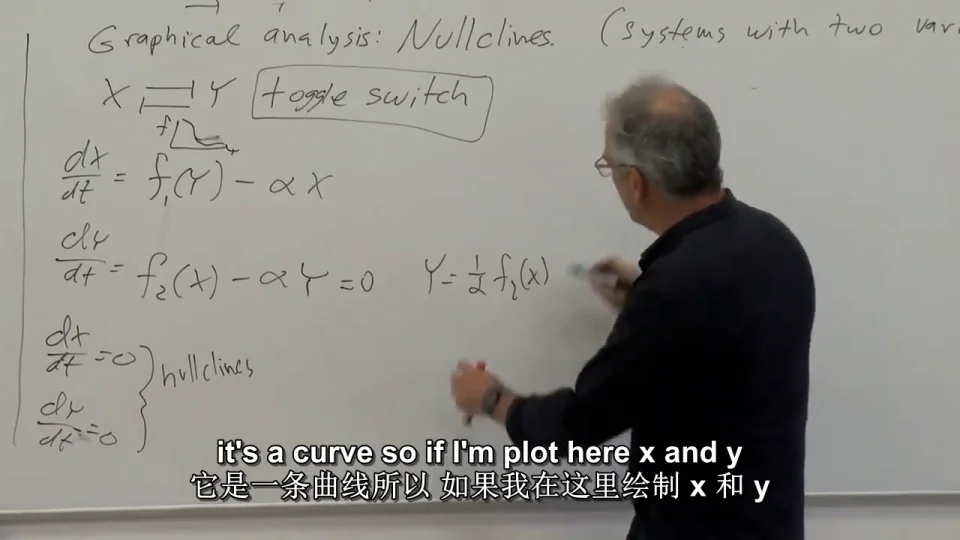 Graphical analysis: Nullclines. (Systems with two vari
X Y toggle switch
f
dX/dt = f₁(Y) - αX
dY/dt = f₂(X) - αY = 0 Y = 1/α f₂(X)
dX/dt = 0
nullclines
dY/dt = 0
it's a curve so if I'm plot here x and y
它是一条曲线所以 如果我在这里绘制 x 和 y